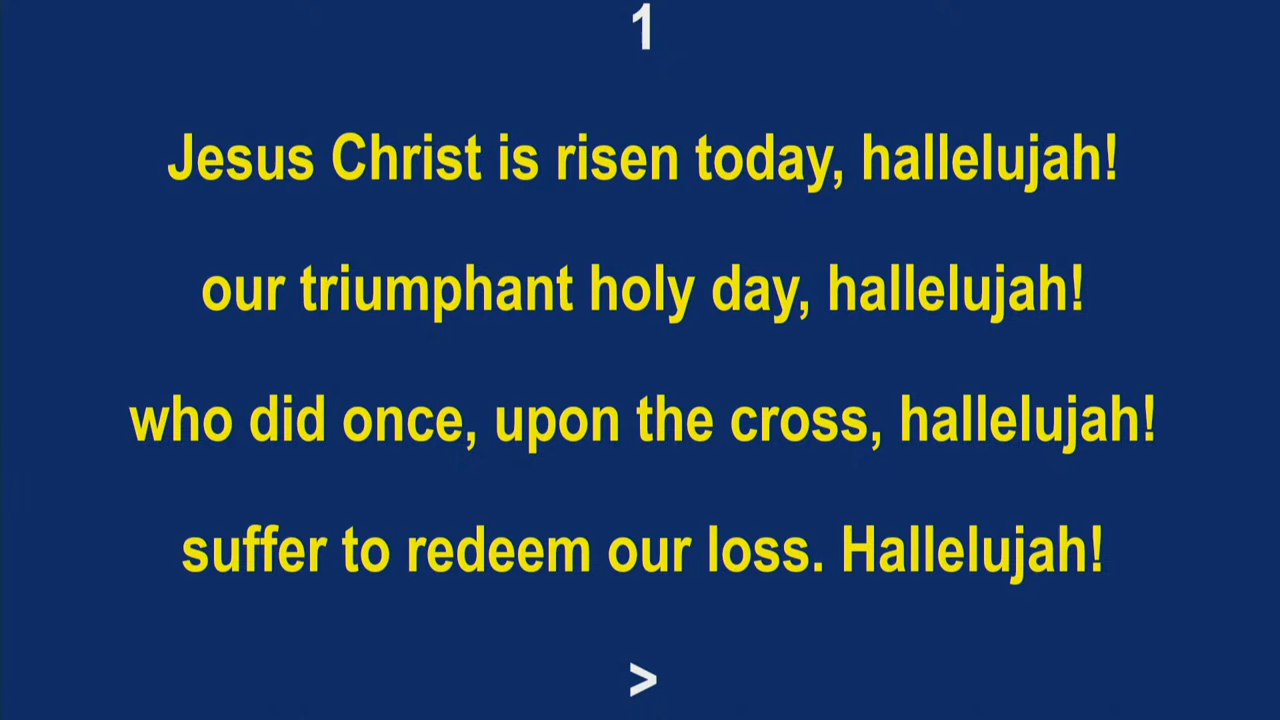 1
Jesus Christ is risen today, hallelujah!
our triumphant holy day, hallelujah!
who did once, upon the cross, hallelujah!
suffer to redeem our loss. Hallelujah!
>